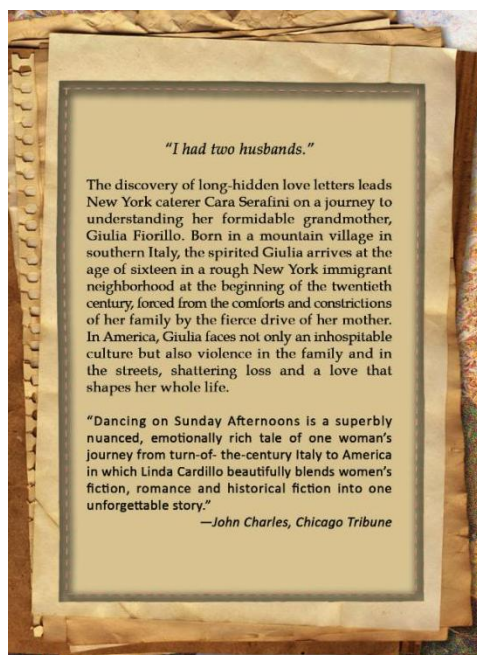 “I had two husbands.”
The discovery of long-hidden love letters leads
New York caterer Cara Serafini on a journey to
understanding her formidable grandmother,
Giulia Fiorillo. Born in a mountain village in
southern Italy, the spirited Giulia arrives at the
age of sixteen in a rough New York immigrant
neighborhood at the beginning of the twentieth
century, forced from the comforts and constrictions
of her family by the fierce drive of her mother.
In America, Giulia faces not only an inhospitable
culture but also violence in the family and in
the streets, shattering loss and a love that
shapes her whole life.
“Dancing on Sunday Afternoons is a superbly
nuanced, emotionally rich tale of one woman’s
journey from turn-of- the-century Italy to America
in which Linda Cardillo beautifully blends women’s
fiction, romance and historical fiction into one
unforgettable story.”
—John Charles, Chicago Tribune